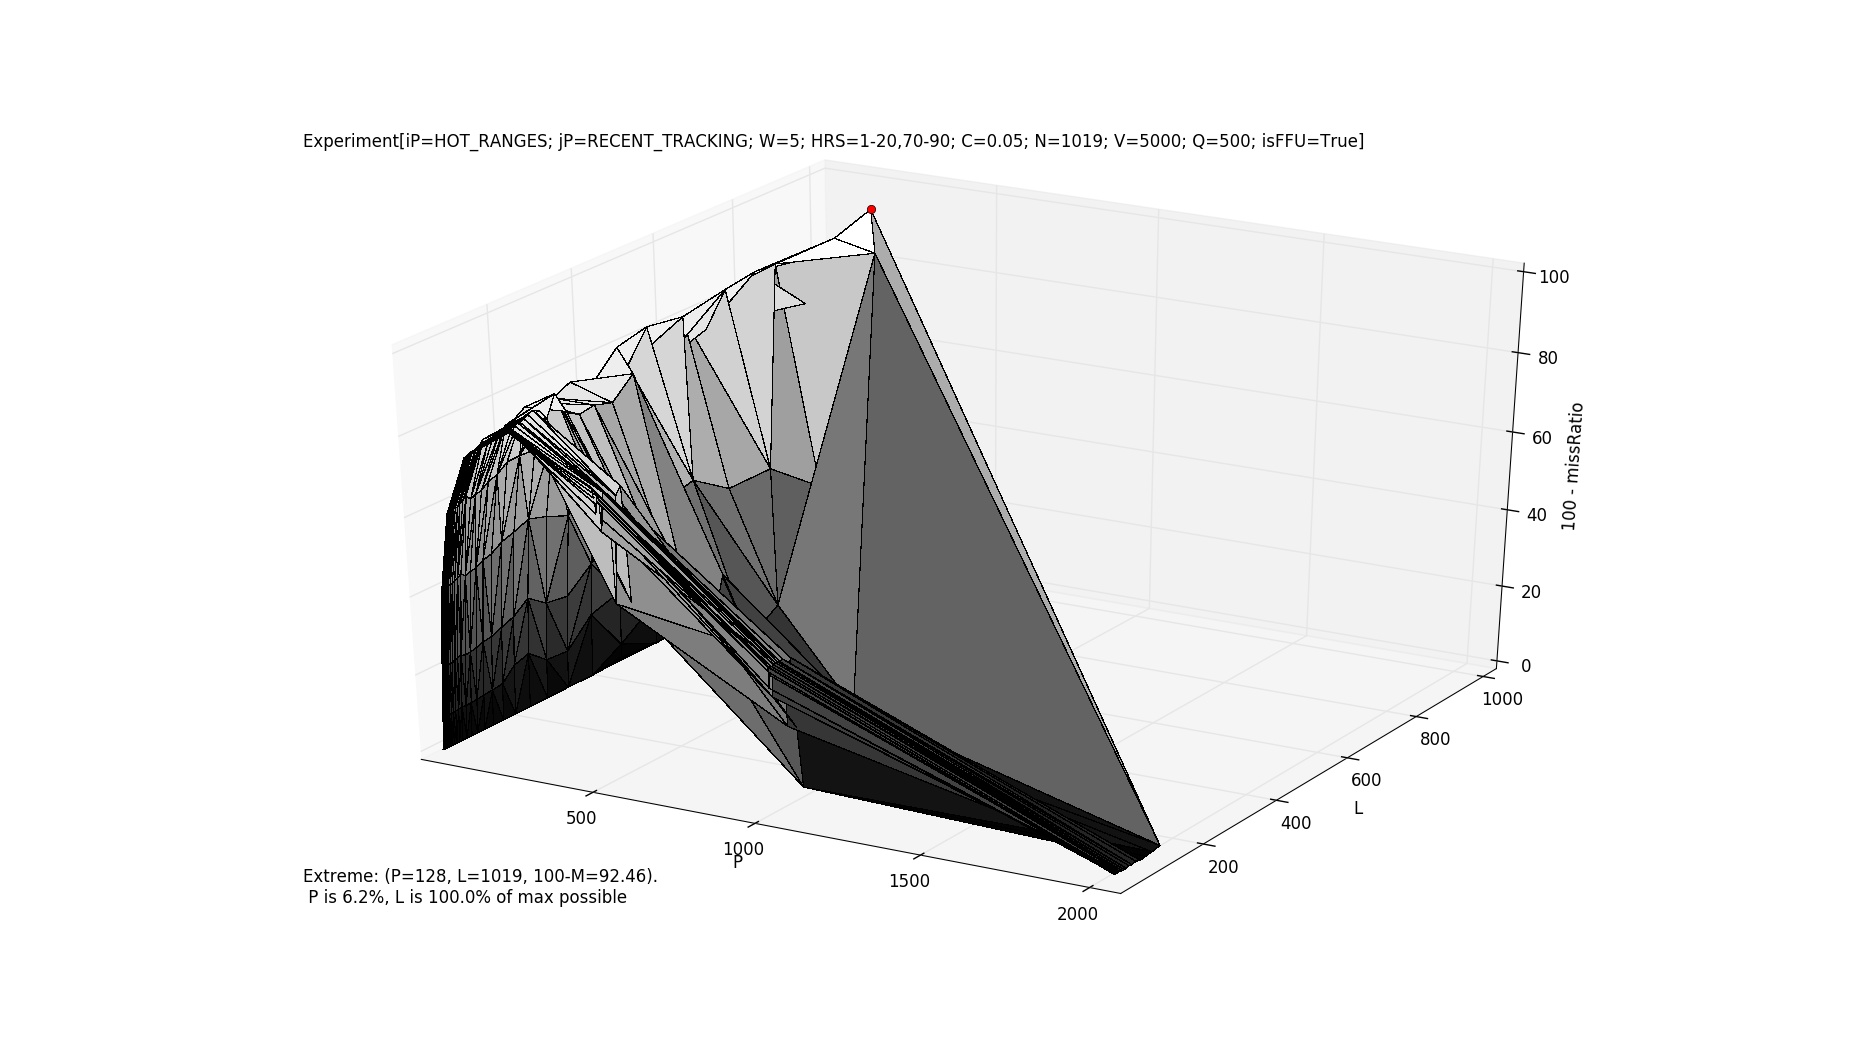 Experiment[iP=HOT_RANGES; jP=RECENT_TRACKING; W=5; HRS=1-20,70-90; C=0.05; N=1019; V=5000; Q=500; isFFU=True]
100
80
60
40
20
0
100 - missRatio
1000
800
600
400
200
L
500
1000
1500
2000
P
Extreme: (P=128, L=1019, 100-M=92.46).
P is 6.2%, L is 100.0% of max possible